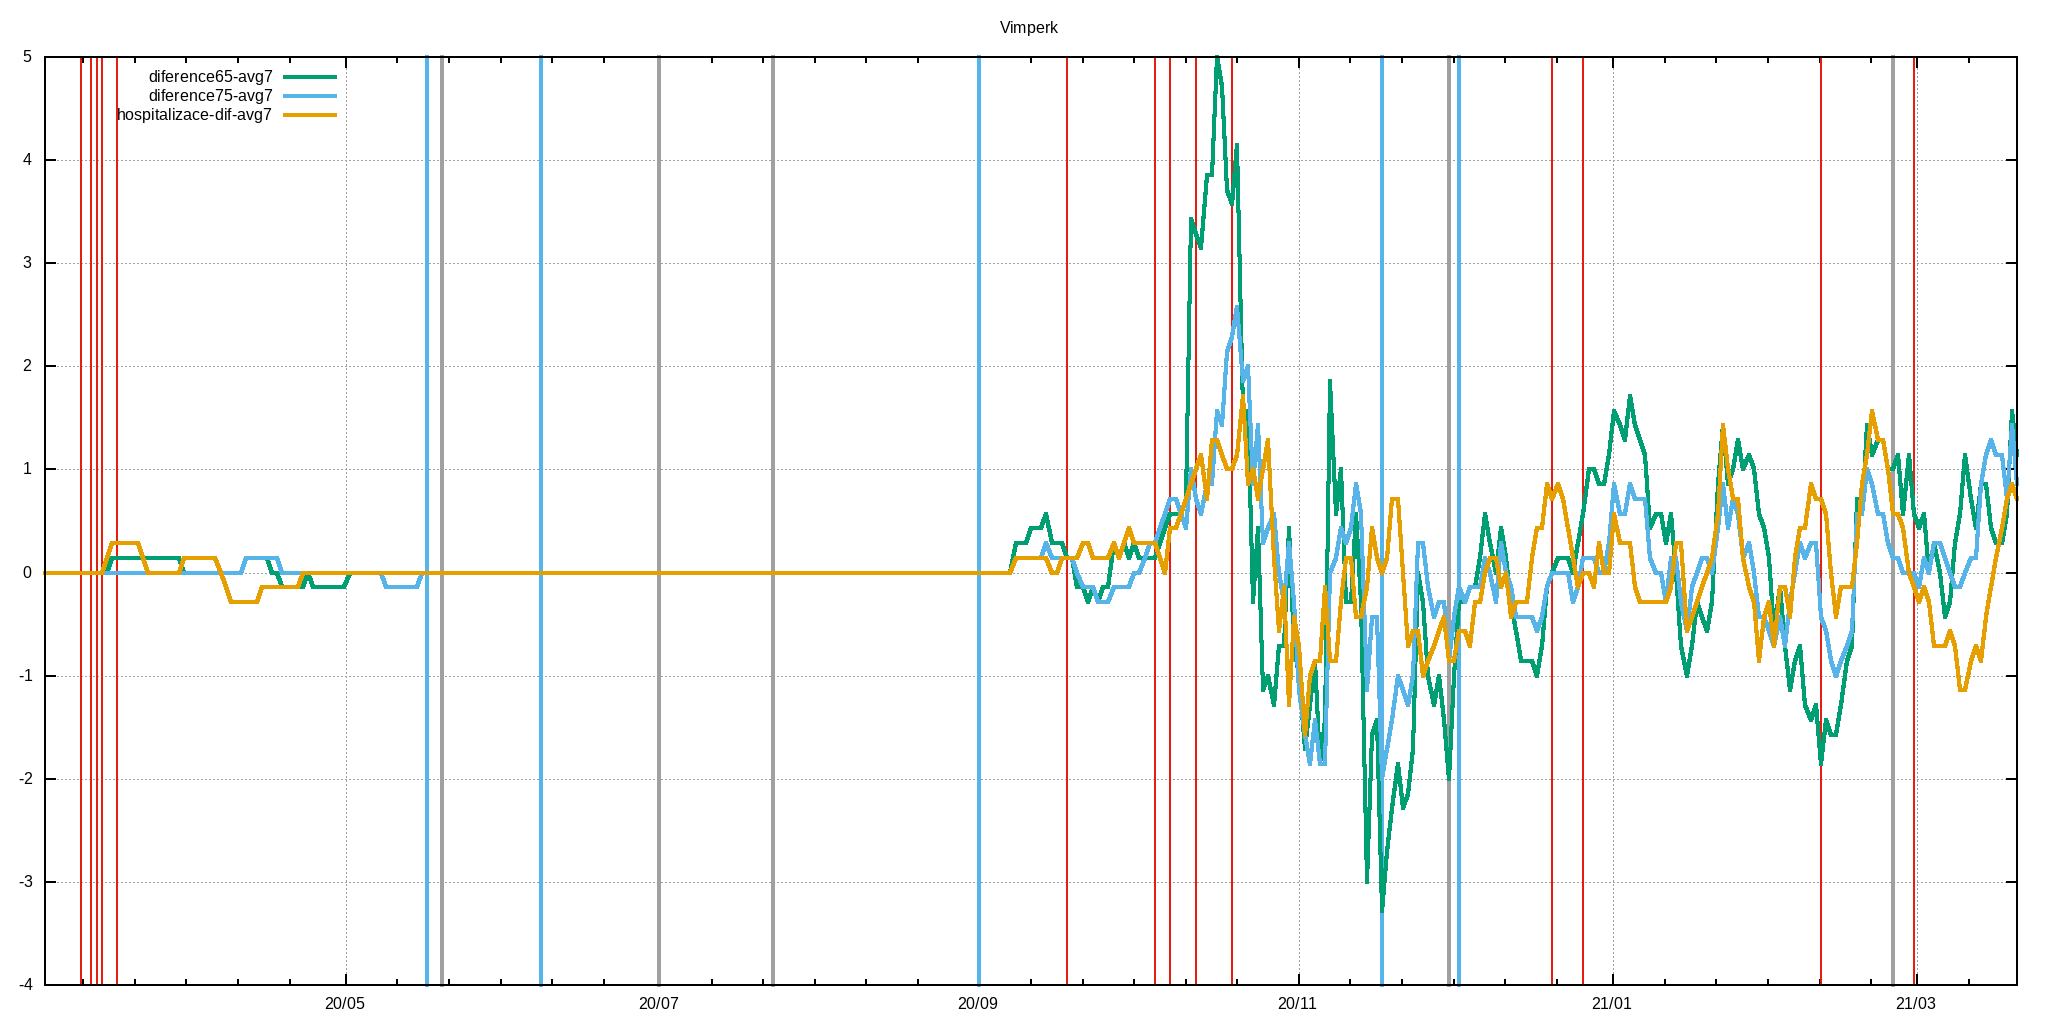 Vimperk
5
diference65-avg7
diference75-avg7
hospitalizace-dif-avg7
4
3
2
1
0
-1
-2
-3
-4
20/05 20/07 20/09 20/11 21/01 21/03